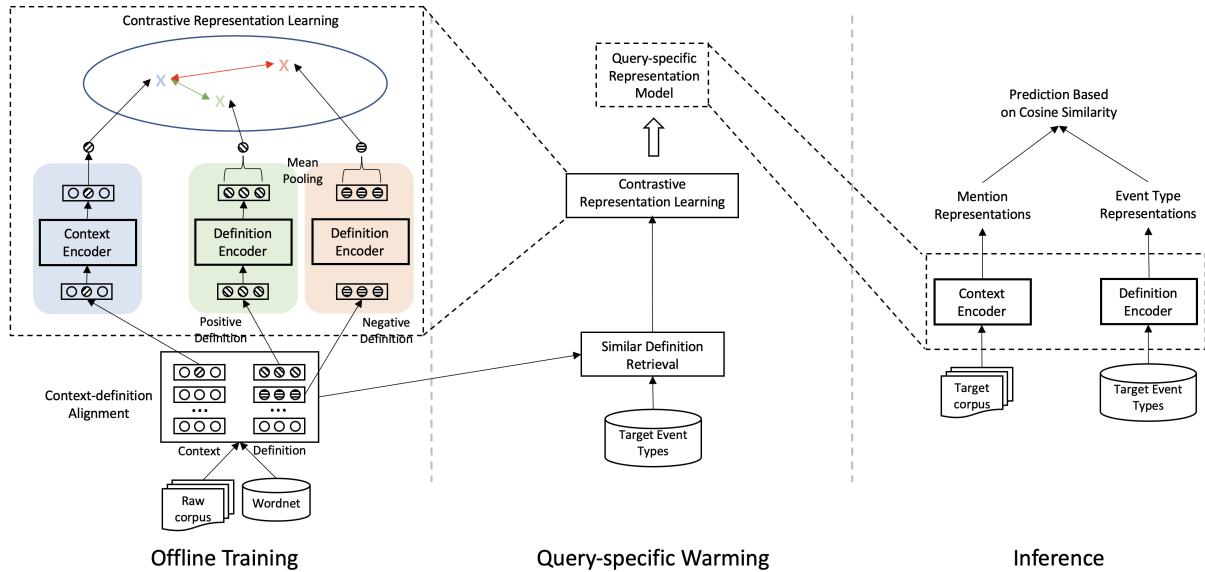 Contrastive Representation Learning
X
X
X
Mean
Pooling
Context
Encoder
Definition
Encoder
Definition
Encoder
Positive
Definition
Negative
Definition
Context-definition
Alignment
...
...
Context
Definition
Raw
corpus
Wordnet
Offline Training
Query-specific
Representation
Model
Contrastive
Representation Learning
Similar Definition
Retrieval
Target Event
Types
Query-specific Warming
Prediction Based
on Cosine Similarity
Mention
Representations
Event Type
Representations
Context
Encoder
Definition
Encoder
Target
corpus
Target Event
Types
Inference